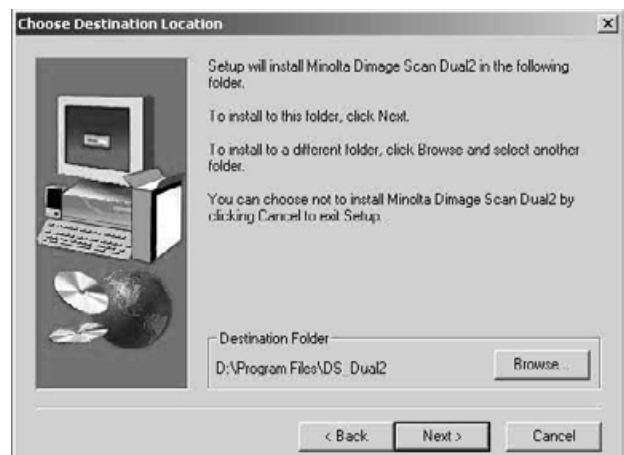 Choose Destination Location
Setup will install Minolta Dimage Scan Dual2 in the following
folder.
To install to this folder, click Next.
To install to a different folder, click Browse and select another
folder.
You can choose not to install Minolta Dimage Scan Dual2 by
clicking Cancel to exit Setup.
Destination Folder
D:\Program Files\DS_Dual2
Browse...
< Back
Next >
Cancel